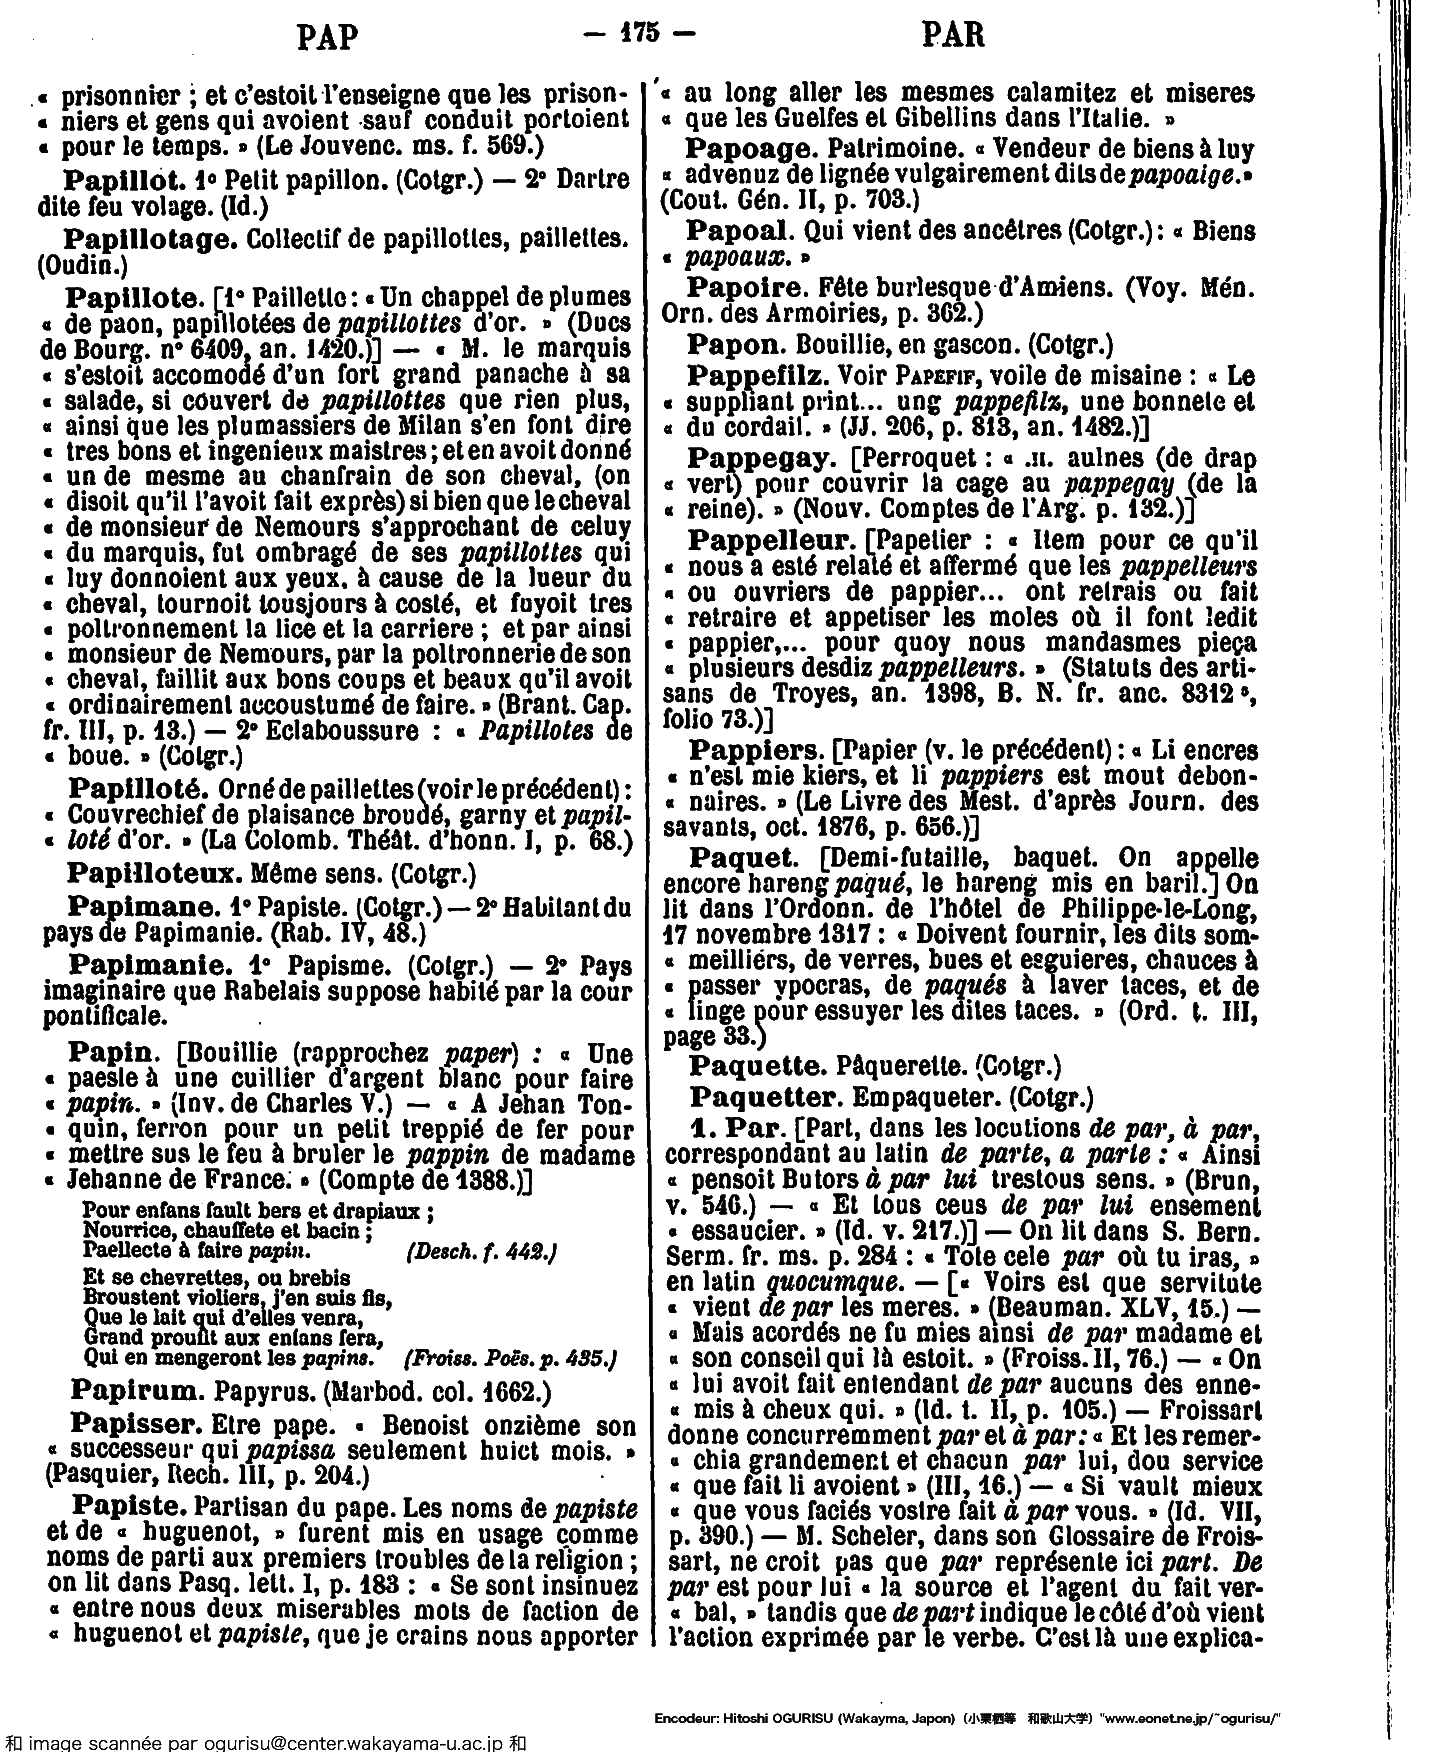 PAP
— 175 —
PAR
« prisonnier ; et c'estoit l'enseigne que les prison-
« niers et gens qui avoient sauf conduit portoient
« pour le temps. » (Le Jouvenc. ms. f. 569.)
Papillot. 1° Petit papillon. (Cotgr.) — 2° Dartre
dite feu volage. (Id.)
Papillotage. Collectif de papillottes, paillettes.
(Oudin.)
Papillote. [1° Paillette : « Un chappel de plumes
« de paon, papillotées de papillottes d'or. » (Ducs
de Bourg. n° 6409, an. 1420.)] — « M. le marquis
« s'estoit accomodé d'un fort grand panache à sa
« salade, si couvert de papillottes que rien plus,
« ainsi que les plumassiers de Milan s'en font dire
« tres bons et ingenieux maistres ; et en avoit donné
« un de mesme au chanfrain de son cheval, (on
« disoit qu'il l'avoit fait exprès) si bien que le cheval
« de monsieur de Nemours s'approchant de celuy
« du marquis, fut ombragé de ses papillottes qui
« luy donnoient aux yeux, à cause de la lueur du
« cheval, tournoit tousjours à costé, et fuyoit tres
« poltronnement la lice et la carriere ; et par ainsi
« monsieur de Nemours, par la poltronnerie de son
« cheval, faillit aux bons coups et beaux qu'il avoit
« ordinairement accoustumé de faire. » (Brant. Cap.
fr. III, p. 13.) — 2° Eclaboussure : « Papillotes de
« boue. » (Cotgr.)
Papilloté. Orné de paillettes (voir le précédent) :
« Couvrechief de plaisance broudé, garny et papil-
« loté d'or. » (La Colomb. Théât. d'honn. I, p. 68.)
Papilloteux. Même sens. (Cotgr.)
Papimane. 1° Papiste. (Cotgr.) — 2° Habitant du
pays de Papimanie. (Rab. IV, 48.)
Papimanie. 1° Papisme. (Cotgr.) — 2° Pays
imaginaire que Rabelais suppose habité par la cour
pontificale.
Papin. [Bouillie (rapprochez paper) : « Une
« paesle à une cuillier d'argent blanc pour faire
« papin. » (Inv. de Charles V.) — « A Jehan Ton-
« quin, ferron pour un petit treppié de fer pour
« mettre sus le feu à bruler le pappin de madame
« Jehanne de France. » (Compte de 1388.)]
Pour enfans fault bers et drapiaux ;
Nourrice, chauffete et bacin ;
Paellecte à faire papin. (Desch. f. 442.)
Et se chevrettes, ou brebis
Broustent violiers, j'en suis fis,
Que le lait qui d'elles venra,
Grand prouffit aux enfans fera,
Qui en mengeront les papins. (Froiss. Poës. p. 435.)
Papirum. Papyrus. (Marbod. col. 1662.)
Papisser. Etre pape. « Benoist onzième son
« successeur qui papissa seulement huict mois. »
(Pasquier, Rech. III, p. 204.)
Papiste. Partisan du pape. Les noms de papiste
et de « huguenot, » furent mis en usage comme
noms de parti aux premiers troubles de la religion ;
on lit dans Pasq. lett. I, p. 183 : « Se sont insinuez
« entre nous deux miserables mots de faction de
« huguenot et papiste, que je crains nous apporter
« au long aller les mesmes calamitez et miseres
« que les Guelfes et Gibellins dans l'Italie. »
Papoage. Patrimoine. « Vendeur de biens à luy
« advenuz de lignée vulgairement dits de papoaige. »
(Cout. Gén. II, p. 703.)
Papoal. Qui vient des ancêtres (Cotgr.) : « Biens
« papoaux. »
Papoire. Fête burlesque d'Amiens. (Voy. Mén.
Orn. des Armoiries, p. 362.)
Papon. Bouillie, en gascon. (Cotgr.)
Pappefilz. Voir PAPEFIF, voile de misaine : « Le
« suppliant print... ung pappefilz, une bonnete et
« du cordail. » (JJ. 206, p. 813, an. 1482.)]
Pappegay. [Perroquet : « .II. aulnes (de drap
« vert) pour couvrir la cage au pappegay (de la
« reine). » (Nouv. Comptes de l'Arg. p. 132.)]
Pappelleur. [Papetier : « Item pour ce qu'il
« nous a esté relaté et affermé que les pappelleurs
« ou ouvriers de pappier... ont retrais ou fait
« retraire et appetiser les moles où il font ledit
« pappier,... pour quoy nous mandasmes pieça
« plusieurs desdiz pappelleurs. » (Statuts des arti-
sans de Troyes, an. 1398, B. N. fr. anc. 8312 ⁵,
folio 73.)]
Pappiers. [Papier (v. le précédent) : « Li encres
« n'est mie kiers, et li pappiers est mout debon-
« naires. » (Le Livre des Mest. d'après Journ. des
savants, oct. 1876, p. 656.)]
Paquet. [Demi-futaille, baquet. On appelle
encore hareng paqué, le hareng mis en baril.] On
lit dans l'Ordonn. de l'hôtel de Philippe-le-Long,
17 novembre 1317 : « Doivent fournir, les dits som-
« meilliérs, de verres, bues et esguieres, chauces à
« passer ypocras, de paqués à laver taces, et de
« linge pour essuyer les dites taces. » (Ord. t. III,
page 33.)
Paquette. Pâquerette. (Cotgr.)
Paquetter. Empaqueter. (Cotgr.)
1. Par. [Part, dans les locutions de par, à par,
correspondant au latin de parte, a parte : « Ainsi
« pensoit Butors à par lui trestous sens. » (Brun,
v. 546.) — « Et tous ceus de par lui ensement
« essaucier. » (Id. v. 217.)] — On lit dans S. Bern.
Serm. fr. ms. p. 284 : « Tote cele par où tu iras, »
en latin quocumque. — [« Voirs est que servitute
« vient de par les meres. » (Beauman. XLV, 15.) —
« Mais acordés ne fu mies ainsi de par madame et
« son conseil qui là estoit. » (Froiss. II, 76.) — « On
« lui avoit fait entendant de par aucuns des enne-
« mis à cheux qui. » (Id. t. II, p. 105.) — Froissart
donne concurremment par et à par : « Et les remer-
« chia grandement et chacun par lui, dou service
« que fait li avoient » (III, 16.) — « Si vault mieux
« que vous faciés vostre fait à par vous. » (Id. VII,
p. 390.) — M. Scheler, dans son Glossaire de Frois-
sart, ne croit pas que par représente ici part. De
par est pour lui « la source et l'agent du fait ver-
« bal, » tandis que de part indique le côté d'où vient
l'action exprimée par le verbe. C'est là une explica-
Encodeur: Hitoshi OGURISU (Wakayma, Japon) (小栗栖等 和歌山大学) "www.eonet.ne.jp/~ogurisu/"
和 image scannée par ogurisu@center.wakayama-u.ac.jp 和